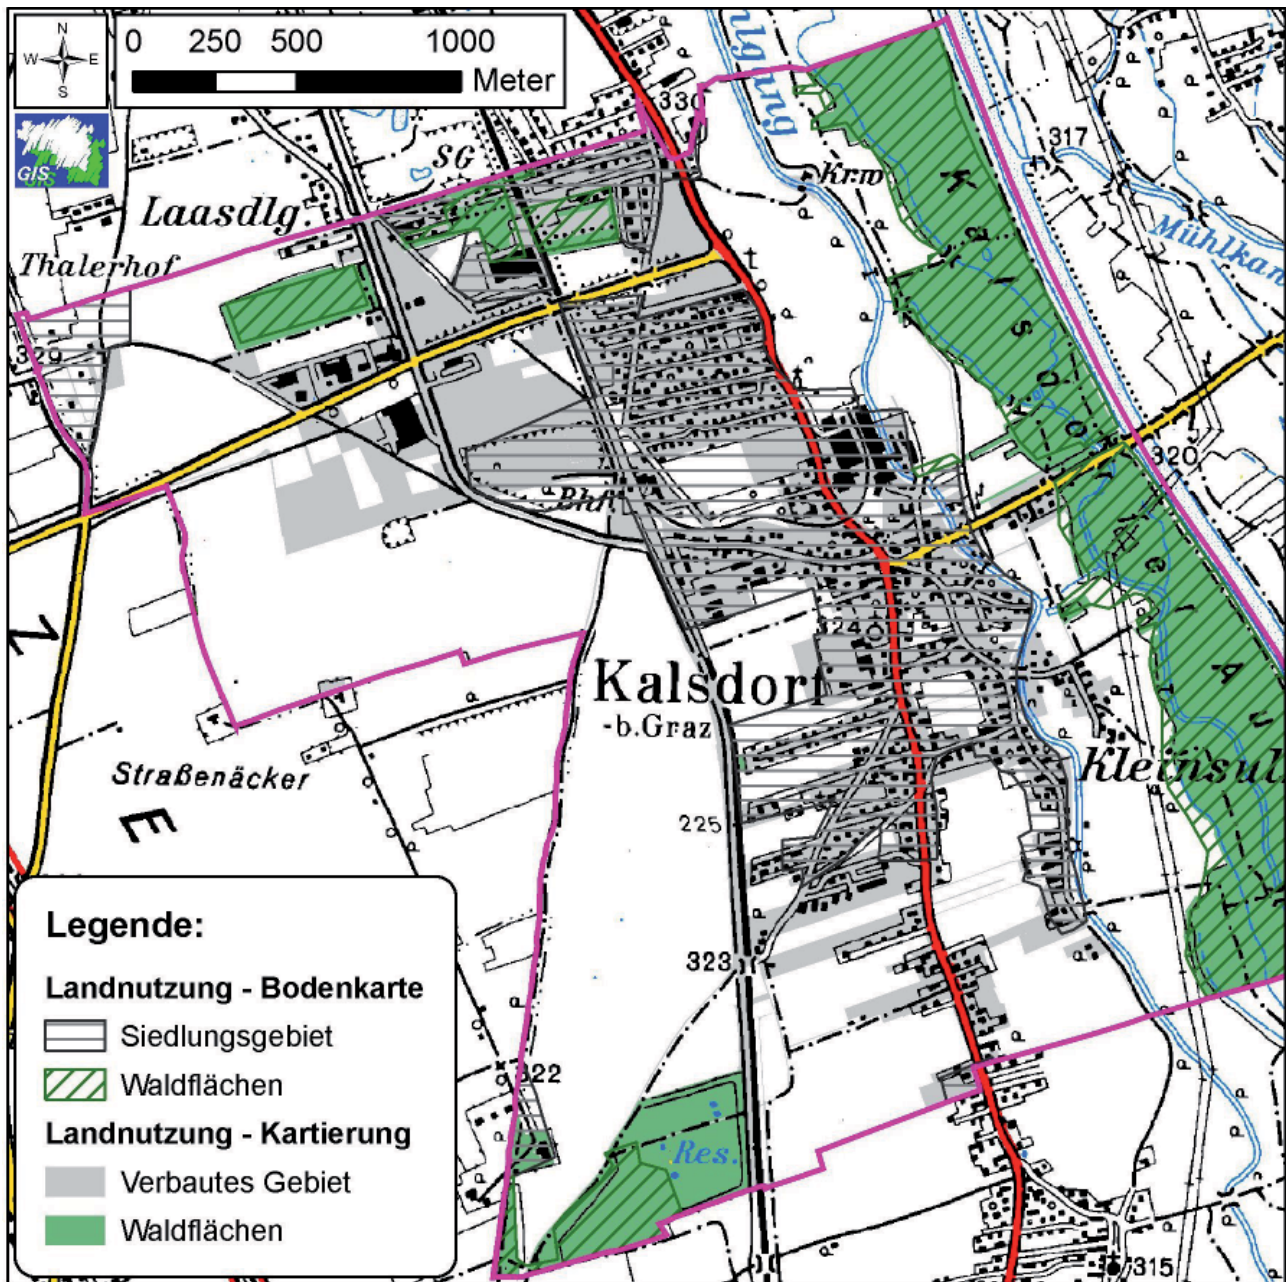 N
W E
S
0 250 500 1000
Meter
GIS
330
317
SG
Krw
Laasdlg
Mühlkan
Thalerhof
329
K a l s d o r
320
Bhf
Kalsdorf
-b.Graz
Straßenäcker
Kleinsul
Z
E
225
323
322
Res.
315
Legende:
Landnutzung - Bodenkarte
Siedlungsgebiet
Waldflächen
Landnutzung - Kartierung
Verbautes Gebiet
Waldflächen